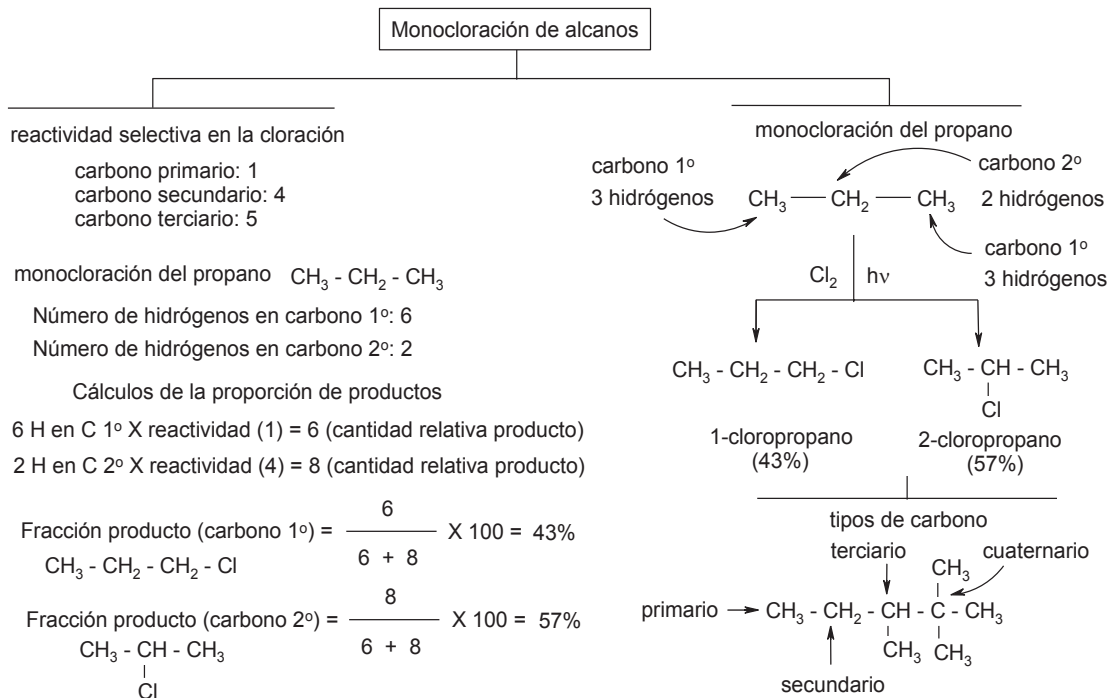 Monocloración de alcanos
reactividad selectiva en la cloración
carbono primario: 1
carbono secundario: 4
carbono terciario: 5
monocloración del propano CH3 - CH2 - CH3
Número de hidrógenos en carbono 1º: 6
Número de hidrógenos en carbono 2º: 2
Cálculos de la proporción de productos
6 H en C 1º X reactividad (1) = 6 (cantidad relativa producto)
2 H en C 2º X reactividad (4) = 8 (cantidad relativa producto)
Fracción producto (carbono 1º) = 6 / 6 + 8 X 100 = 43%
CH3 - CH2 - CH2 - Cl
Fracción producto (carbono 2º) = 8 / 6 + 8 X 100 = 57%
CH3 - CH - CH3
Cl
monocloración del propano
carbono 1º
3 hidrógenos
carbono 2º
2 hidrógenos
CH3 — CH2 — CH3
carbono 1º
3 hidrógenos
Cl2 hν
CH3 - CH2 - CH2 - Cl
1-cloropropano
(43%)
CH3 - CH - CH3
Cl
2-cloropropano
(57%)
tipos de carbono
terciario cuaternario
CH3
primario CH3 - CH2 - CH - C - CH3
CH3 CH3
secundario